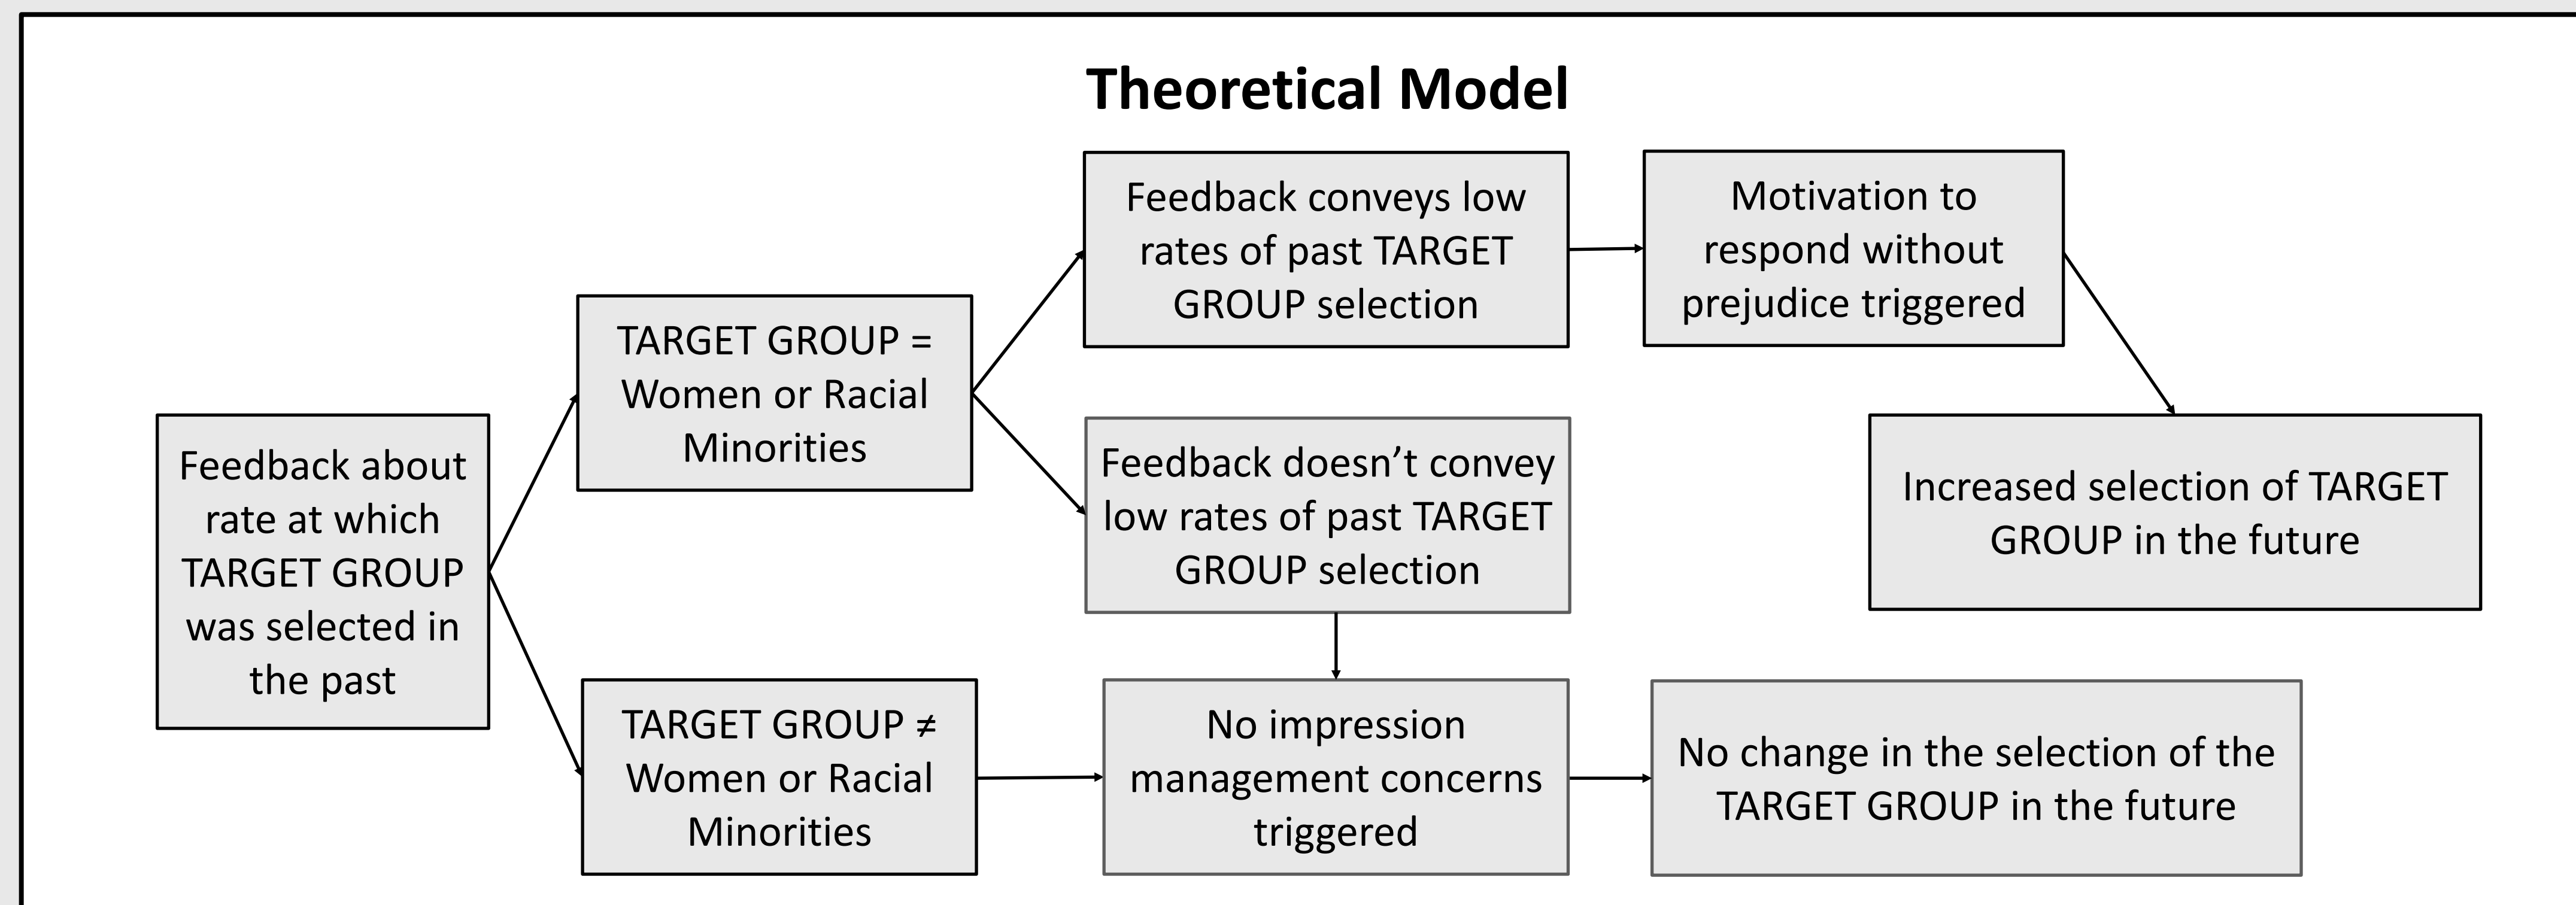 Theoretical Model
Feedback about
rate at which
TARGET GROUP
was selected in
the past
TARGET GROUP =
Women or Racial
Minorities
Feedback conveys low
rates of past TARGET
GROUP selection
Motivation to
respond without
prejudice triggered
Increased selection of TARGET
GROUP in the future
Feedback doesn’t convey
low rates of past TARGET
GROUP selection
TARGET GROUP ≠
Women or Racial
Minorities
No impression
management concerns
triggered
No change in the selection of the
TARGET GROUP in the future